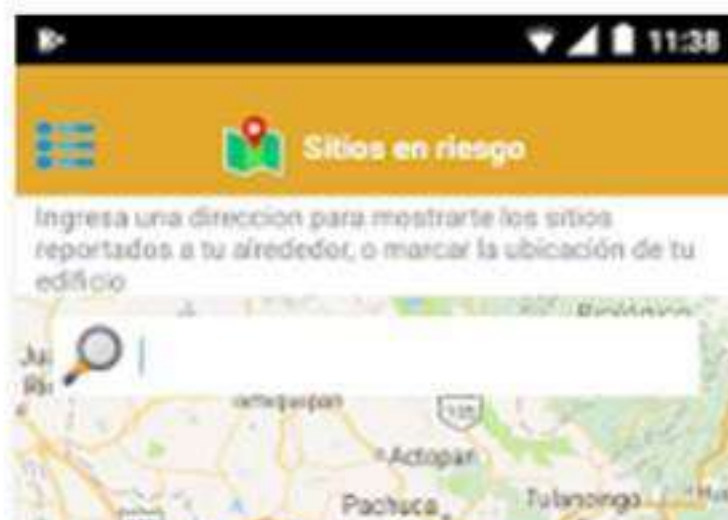 11:38
Sitios en riesgo
Ingresa una direccion para mostrarte los sitios
reportados a tu alrededor, o marcar la ubicación de tu
edificio
Actopan
Pachuca
Tulancingo